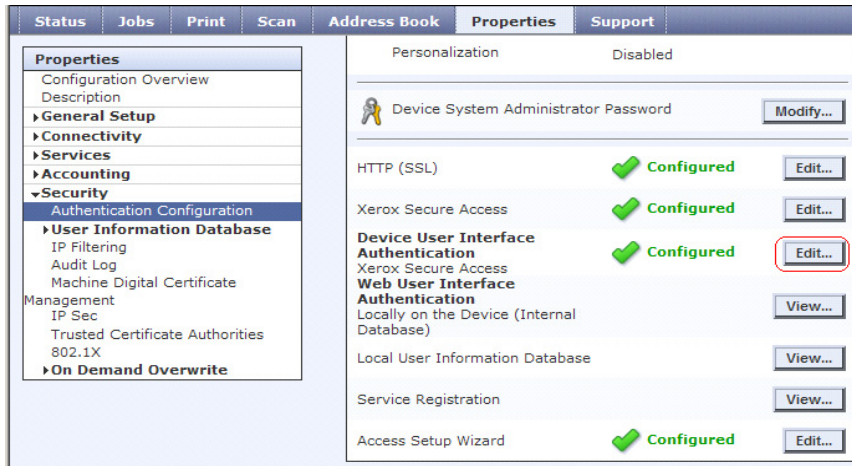 Status Jobs Print Scan Address Book Properties Support
Properties
Configuration Overview
Description
General Setup
Connectivity
Services
Accounting
Security
Authentication Configuration
User Information Database
IP Filtering
Audit Log
Machine Digital Certificate
Management
IP Sec
Trusted Certificate Authorities
802.1X
On Demand Overwrite
Personalization Disabled
Device System Administrator Password Modify...
HTTP (SSL) Configured Edit...
Xerox Secure Access Configured Edit...
Device User Interface
Authentication Configured Edit...
Xerox Secure Access
Web User Interface
Authentication
Locally on the Device (Internal View...
Database)
Local User Information Database View...
Service Registration View...
Access Setup Wizard Configured Edit...